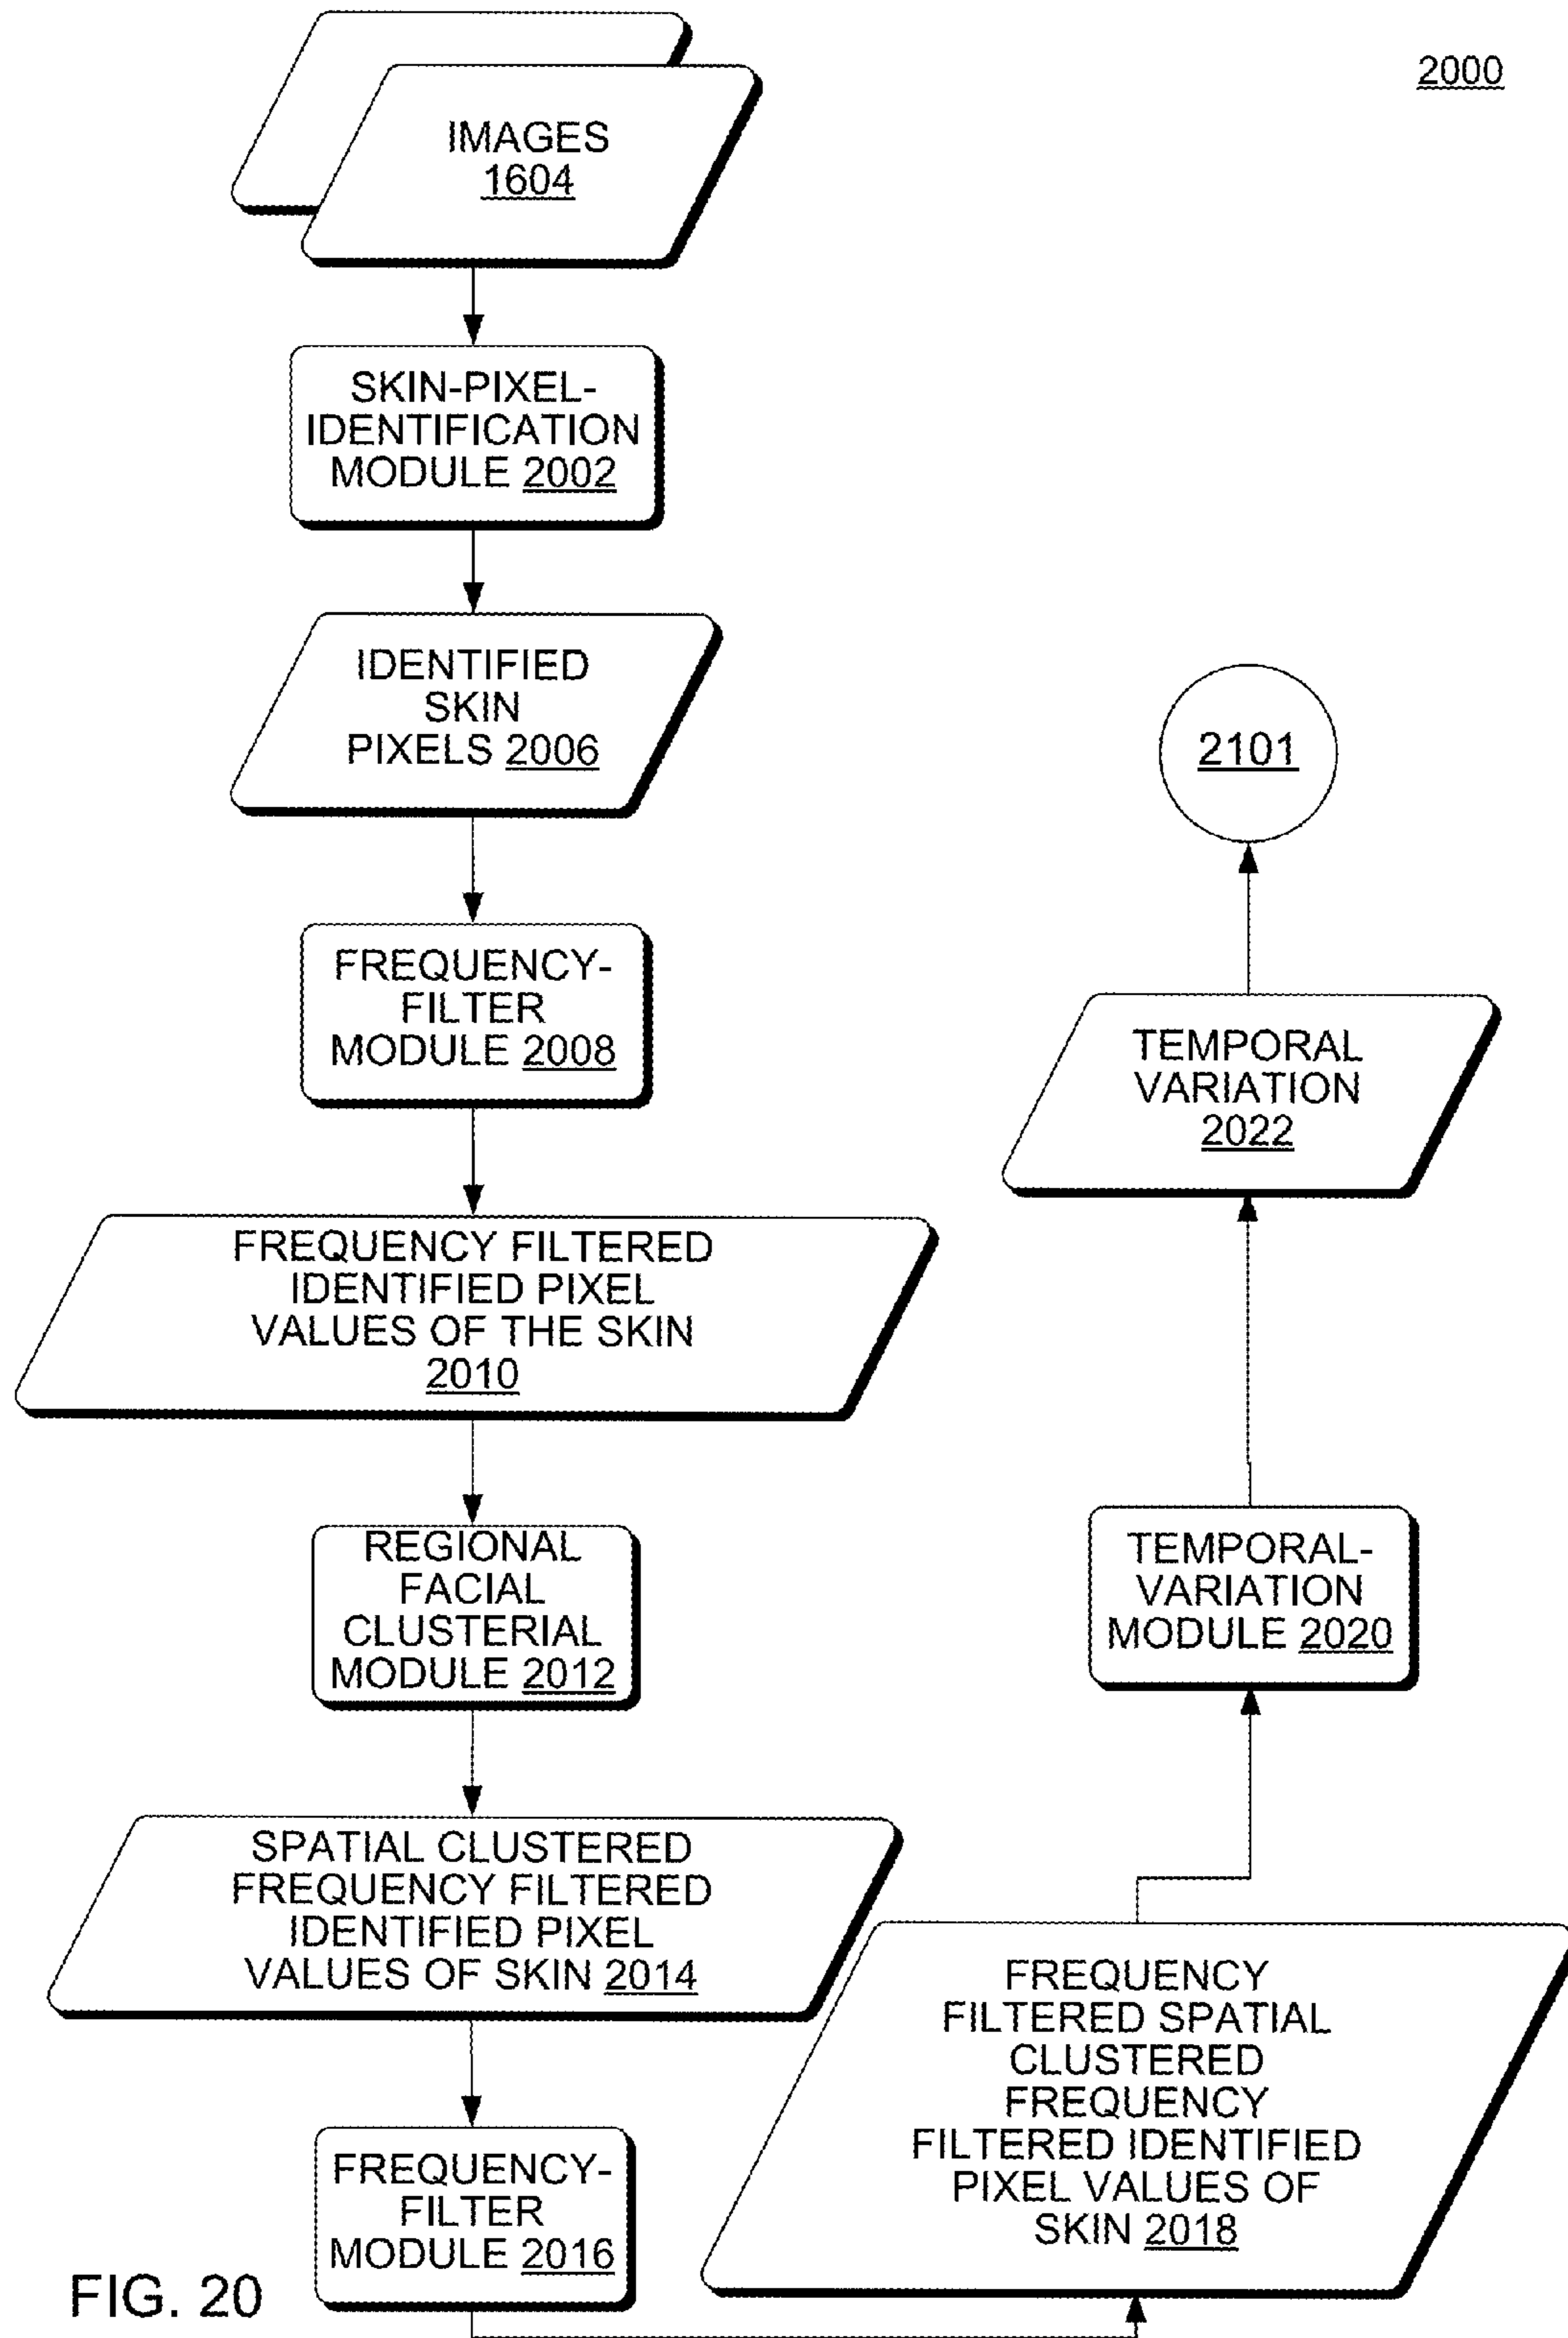 2000
IMAGES
1604
SKIN-PIXEL-
IDENTIFICATION
MODULE 2002
IDENTIFIED
SKIN
PIXELS 2006
FREQUENCY-
FILTER
MODULE 2008
FREQUENCY FILTERED
IDENTIFIED PIXEL
VALUES OF THE SKIN
2010
REGIONAL
FACIAL
CLUSTERIAL
MODULE 2012
SPATIAL CLUSTERED
FREQUENCY FILTERED
IDENTIFIED PIXEL
VALUES OF SKIN 2014
FREQUENCY-
FILTER
MODULE 2016
FREQUENCY
FILTERED SPATIAL
CLUSTERED
FREQUENCY
FILTERED IDENTIFIED
PIXEL VALUES OF
SKIN 2018
TEMPORAL-
VARIATION
MODULE 2020
TEMPORAL
VARIATION
2022
2101
FIG. 20